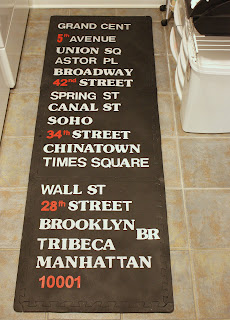 GRAND CENT
5th AVENUE
UNION SQ
ASTOR PL
BROADWAY
42nd STREET
SPRING ST
CANAL ST
SOHO
34th STREET
CHINATOWN
TIMES SQUARE
WALL ST
28th STREET
BROOKLYN BR
TRIBECA
MANHATTAN
10001